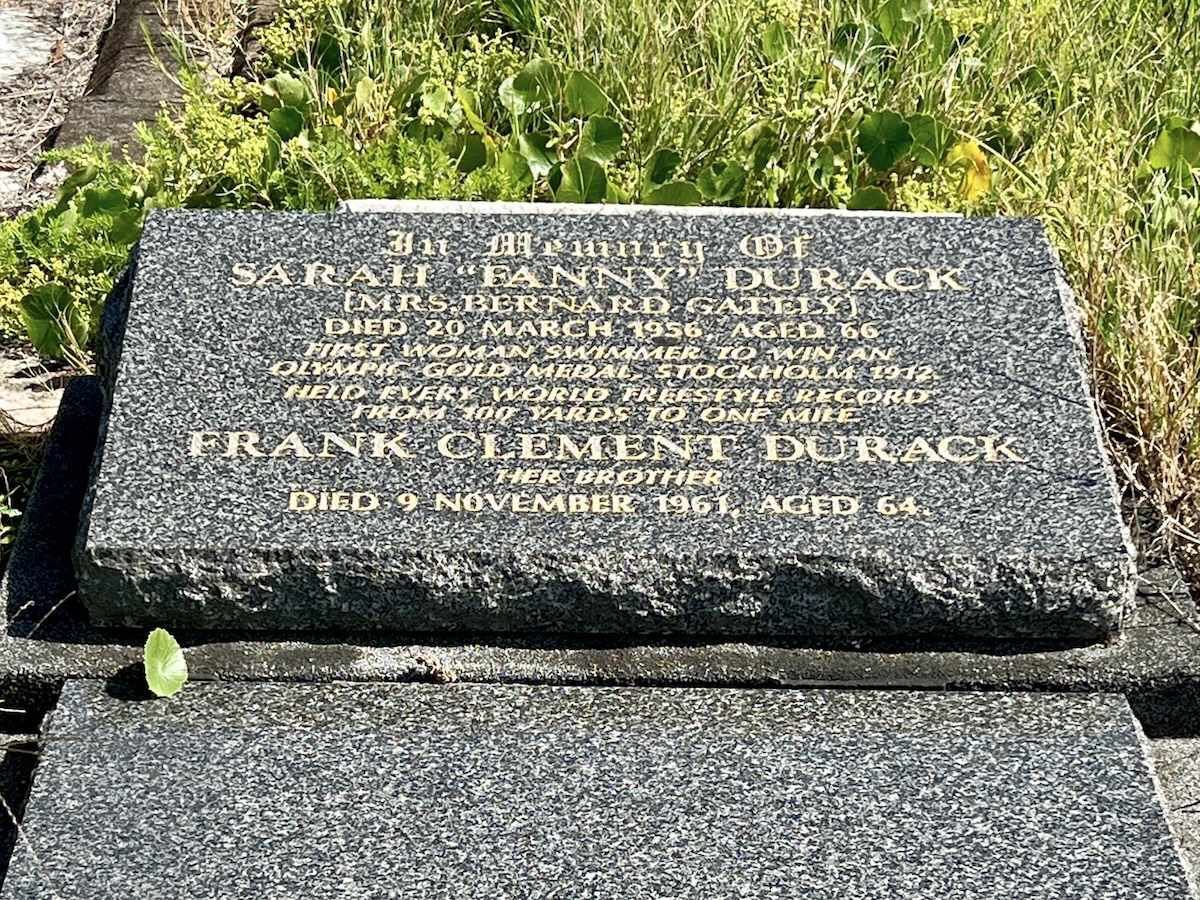 In Memory Of
SARAH "FANNY" DURACK
(MRS. BERNARD GATELY)
DIED 20 MARCH 1956, AGED 66
FIRST WOMAN SWIMMER TO WIN AN
OLYMPIC GOLD MEDAL, STOCKHOLM 1912.
HELD EVERY WORLD FREESTYLE RECORD
FROM 100 YARDS TO ONE MILE
FRANK CLEMENT DURACK
HER BROTHER
DIED 9 NOVEMBER 1961, AGED 64.